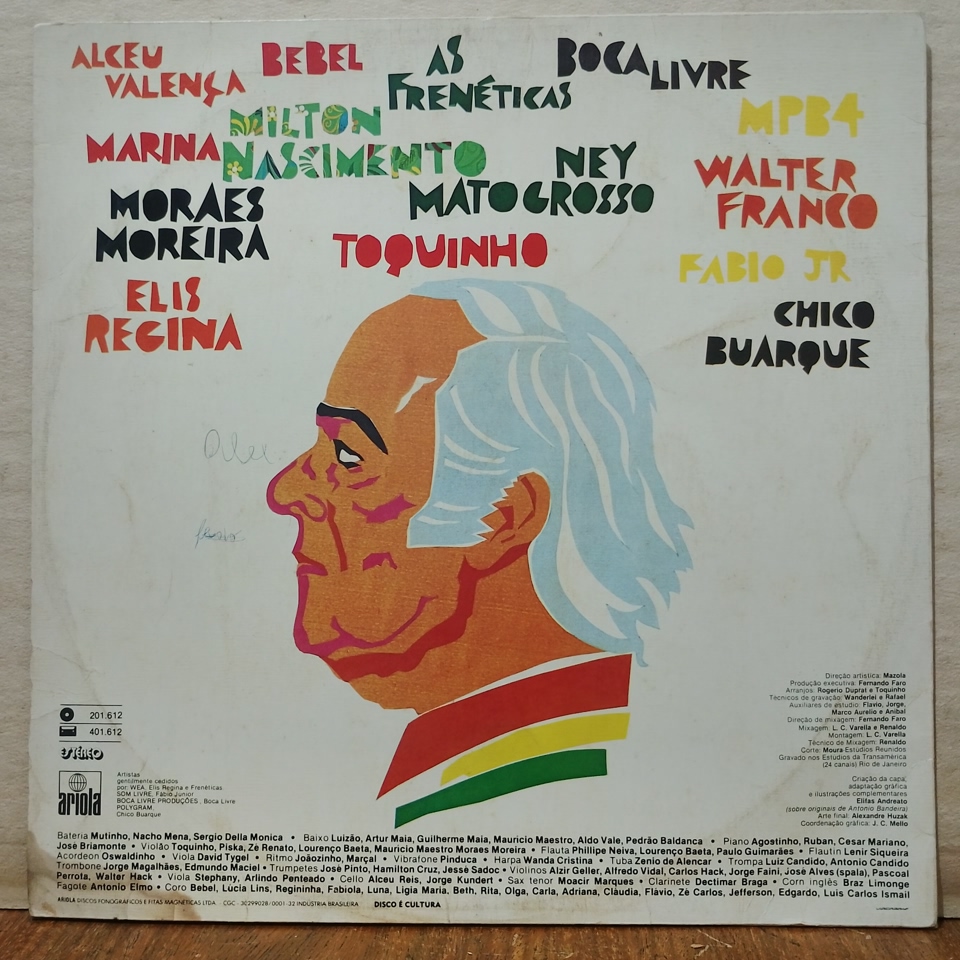 ALCEU
VALENÇA
BEBEL
AS
FRENÉTICAS
BOCA LIVRE
MPB4
MARINA
MILTON
NASCIMENTO
NEY
MATOGROSSO
WALTER
FRANCO
MORAES
MOREIRA
TOQUINHO
FABIO JR
ELIS
REGINA
CHICO
BUARQUE
Direção artística: Mazola
Produção executiva: Fernando Faro
Arranjos: Rogerio Duprat e Toquinho
Técnicos de gravação: Wanderlei e Rafael
Auxiliares de estúdio: Flavio, Jorge,
Marco Aurelio e Anibal
Direção de mixagem: Fernando Faro
Mixagem: L. C. Varella e Renaldo
Montagem: L. C. Varella
Técnico de Mixagem: Renaldo
Corte: Moura Estúdios Reunidos
Gravado nos Estúdios da Transamérica
(24 canais) Rio de Janeiro
Criação da capa,
adaptação gráfica
e ilustrações complementares
Elifas Andreato
(sobre originais de Antonio Bandeira)
Arte final: Alexandre Huzak
Coordenação gráfica: J. C. Mello
201.612
401.612
ESTÉREO
ariola
Artistas
gentilmente cedidos
por: WEA, Elis Regina e Frenéticas
SOM LIVRE, Fábio Junior
BOCA LIVRE PRODUÇÕES, Boca Livre
POLYGRAM,
Chico Buarque
Bateria Mutinho, Nacho Mena, Sergio Della Monica • Baixo Luizão, Artur Maia, Guilherme Maia, Mauricio Maestro, Aldo Vale, Pedrão Baldanca • Piano Agostinho, Ruban, Cesar Mariano,
José Briamonte • Violão Toquinho, Piska, Zé Renato, Lourenço Baeta, Mauricio Maestro Moraes Moreira • Flauta Phillipe Neiva, Lourenço Baeta, Paulo Guimarães • Flautin Lenir Siqueira
Acordeon Oswaldinho • Viola David Tygel • Ritmo Joãozinho, Marçal • Vibrafone Pinduca • Harpa Wanda Cristina • Tuba Zenio de Alencar • Trompa Luiz Candido, Antonio Candido
Trombone Jorge Magalhães, Edmundo Maciel • Trumpetes José Pinto, Hamilton Cruz, Jessé Sadoc • Violinos Alzir Geller, Alfredo Vidal, Carlos Hack, Jorge Faini, José Alves (spala), Pascoal
Perrota, Walter Hack • Viola Stephany, Arlindo Penteado • Cello Alceu Reis, Jorge Kundert • Sax tenor Moacir Marques • Clarinete Dectimar Braga • Corn inglês Braz Limonge
Fagote Antonio Elmo • Coro Bebel, Lúcia Lins, Regininha, Fabiola, Luna, Ligia Maria, Beth, Rita, Olga, Carla, Adriana, Cláudia, Flávio, Zé Carlos, Jefferson, Edgardo, Luis Carlos Ismail
ARIOLA DISCOS FONOGRÁFICOS E FITAS MAGNÉTICAS LTDA. - CGC - 30299028/0001-32 INDÚSTRIA BRASILEIRA DISCO É CULTURA